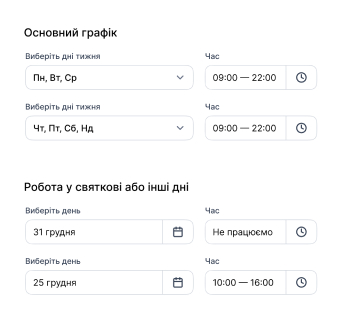 Основний графік
Виберіть дні тижня Час
Пн, Вт, Ср 09:00 — 22:00
Виберіть дні тижня Час
Чт, Пт, Сб, Нд 09:00 — 22:00
Робота у святкові або інші дні
Виберіть день Час
31 грудня Не працюємо
Виберіть день Час
25 грудня 10:00 — 16:00